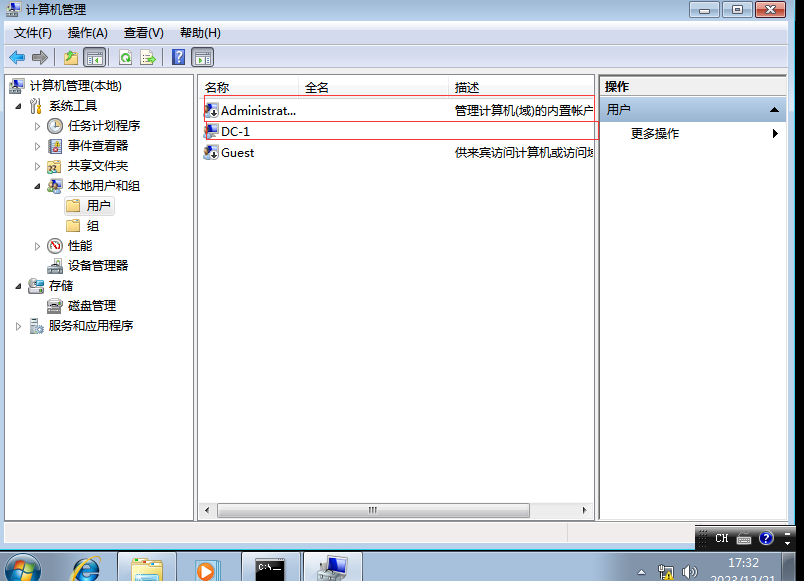 计算机管理
文件(F) 操作(A) 查看(V) 帮助(H)
计算机管理(本地)
系统工具
任务计划程序
事件查看器
共享文件夹
本地用户和组
用户
组
性能
设备管理器
存储
磁盘管理
服务和应用程序
名称 全名 描述
Administrat... 管理计算机(域)的内置帐户
DC-1
Guest 供来宾访问计算机或访问域
操作
用户
更多操作
CH
C:\
17:32
2023/12/21